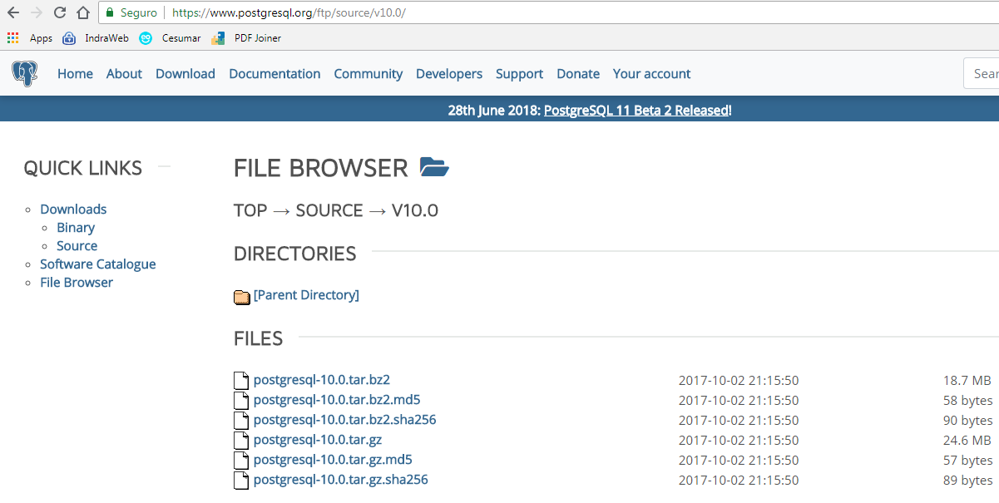 Seguro https://www.postgresql.org/ftp/source/v10.0/
Apps IndraWeb Cesumar PDF Joiner
Home About Download Documentation Community Developers Support Donate Your account Sear
28th June 2018: PostgreSQL 11 Beta 2 Released!
QUICK LINKS
Downloads
Binary
Source
Software Catalogue
File Browser
FILE BROWSER
TOP → SOURCE → V10.0
DIRECTORIES
[Parent Directory]
FILES
postgresql-10.0.tar.bz2 2017-10-02 21:15:50 18.7 MB
postgresql-10.0.tar.bz2.md5 2017-10-02 21:15:50 58 bytes
postgresql-10.0.tar.bz2.sha256 2017-10-02 21:15:50 90 bytes
postgresql-10.0.tar.gz 2017-10-02 21:15:50 24.6 MB
postgresql-10.0.tar.gz.md5 2017-10-02 21:15:50 57 bytes
postgresql-10.0.tar.gz.sha256 2017-10-02 21:15:50 89 bytes